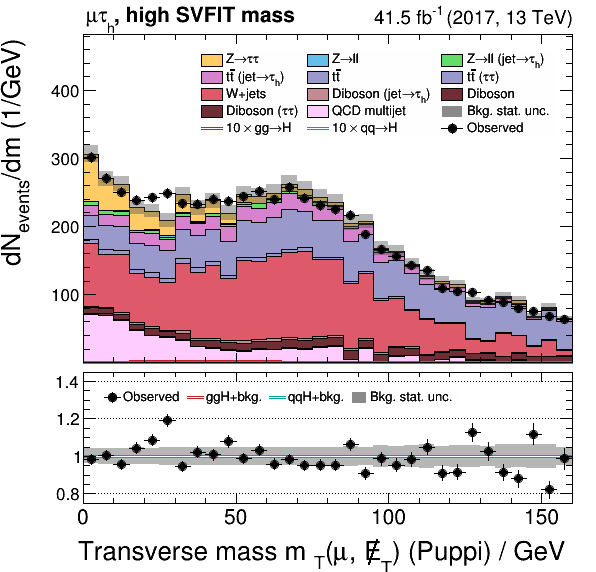 μτh, high SVFIT mass 41.5 fb⁻¹ (2017, 13 TeV)
dNevents/dm (1/GeV)
400
300
200
100
Z→ττ Z→ll Z→ll (jet→τh)
tt̄ (jet→τh) tt̄ tt̄ (ττ)
W+jets Diboson (jet→τh) Diboson
Diboson (ττ) QCD multijet Bkg. stat. unc.
10 × gg→H 10 × qq→H Observed
1.4
1.2
1
0.8
Observed ggH+bkg. qqH+bkg. Bkg. stat. unc.
0 50 100 150
Transverse mass m T(μ, E̸T) (Puppi) / GeV